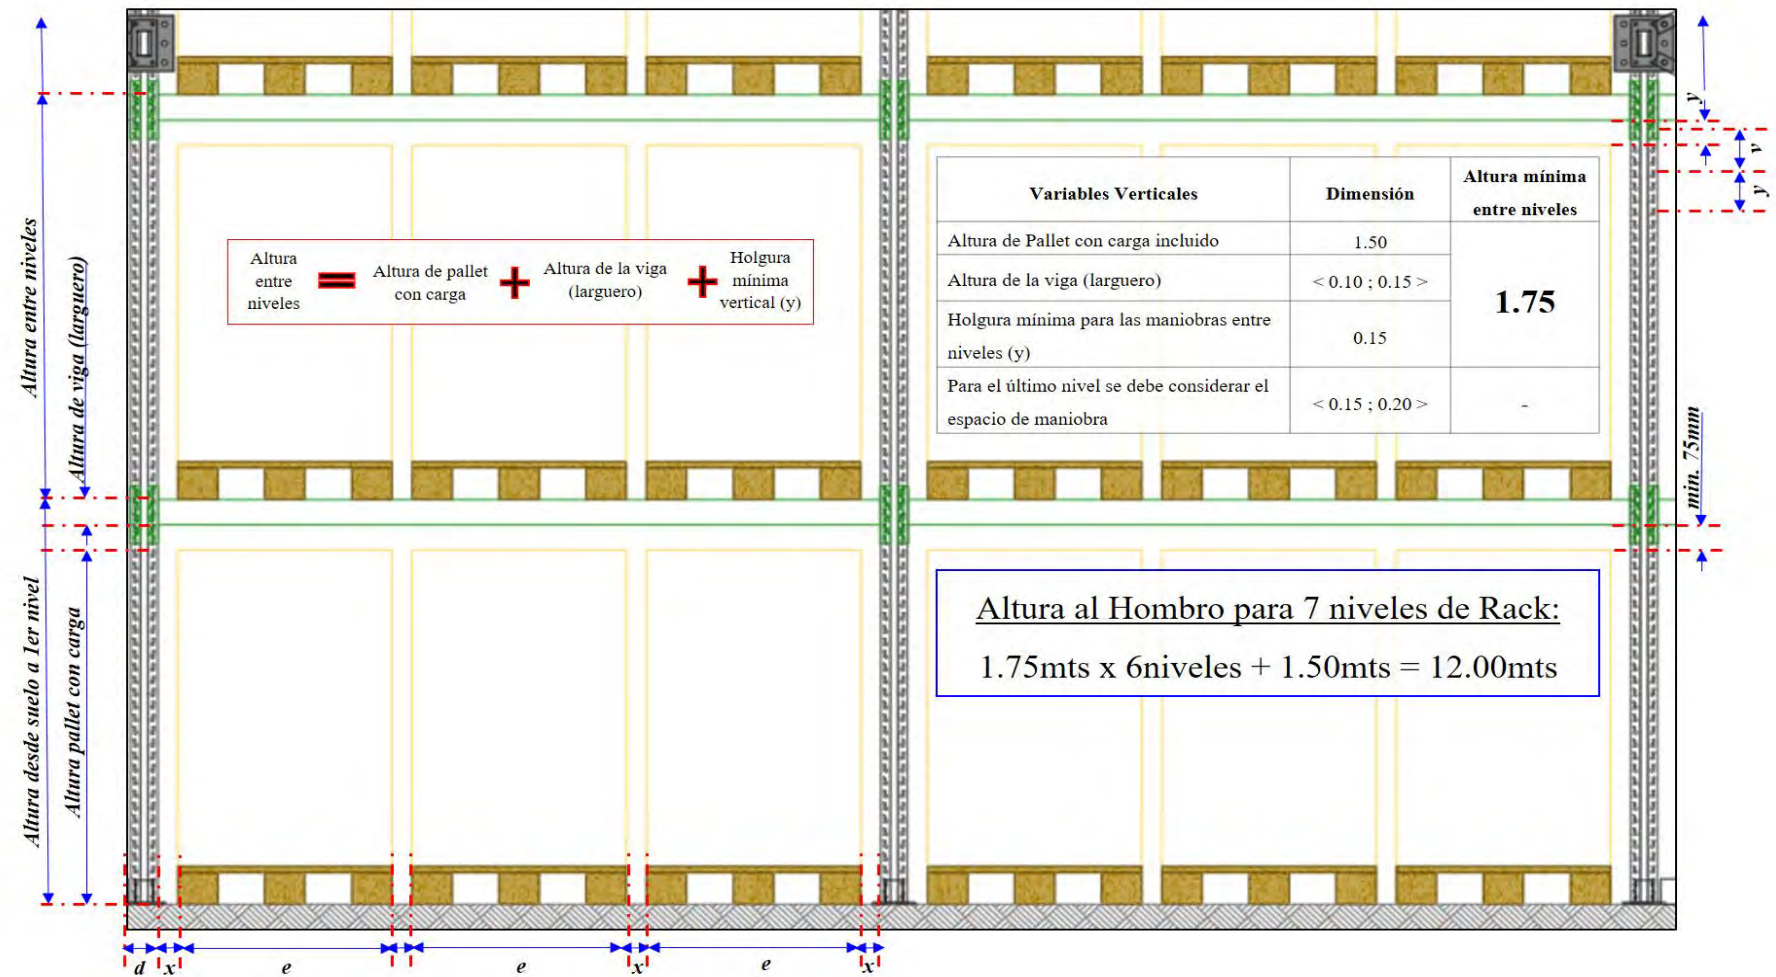 Altura entre niveles
Altura de viga (larguero)
Altura desde suelo a 1er nivel
Altura pallet con carga
Altura
entre
niveles
=
Altura de pallet
con carga
+
Altura de la viga
(larguero)
+
Holgura
mínima
vertical (y)
Variables Verticales
Dimensión
Altura mínima
entre niveles
Altura de Pallet con carga incluido
1.50
Altura de la viga (larguero)
< 0.10 ; 0.15 >
Holgura mínima para las maniobras entre
niveles (y)
0.15
1.75
Para el último nivel se debe considerar el
espacio de maniobra
< 0.15 ; 0.20 >
-
Altura al Hombro para 7 niveles de Rack:
1.75mts x 6niveles + 1.50mts = 12.00mts
y
v
y
min. 75mm
d
x
e
e
x
e
x